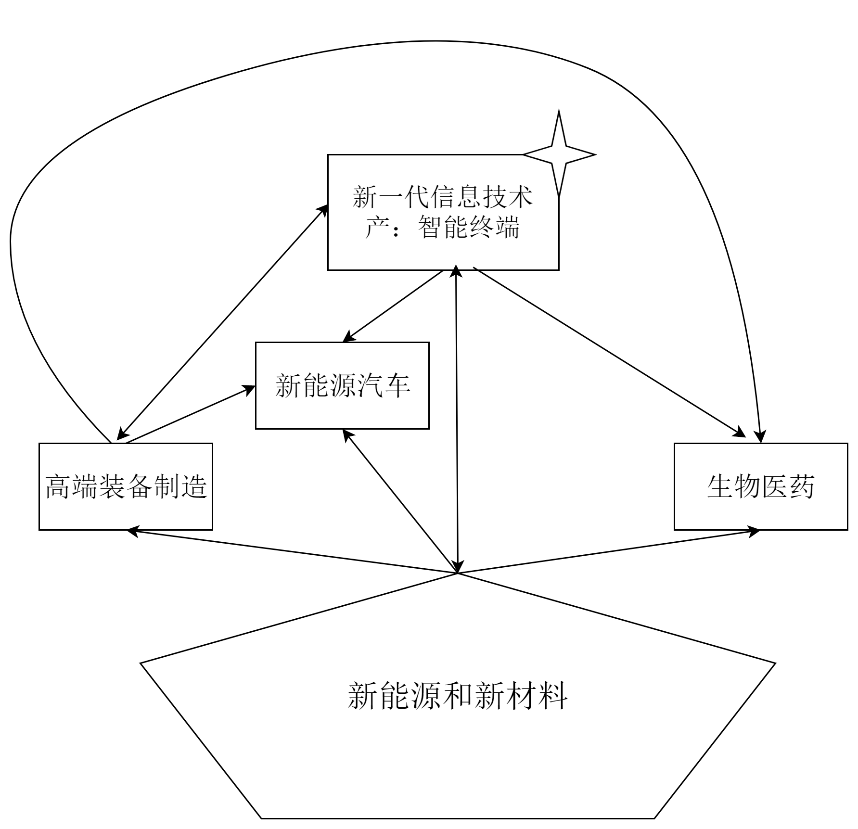 新一代信息技术
产：智能终端
新能源汽车
高端装备制造
生物医药
新能源和新材料